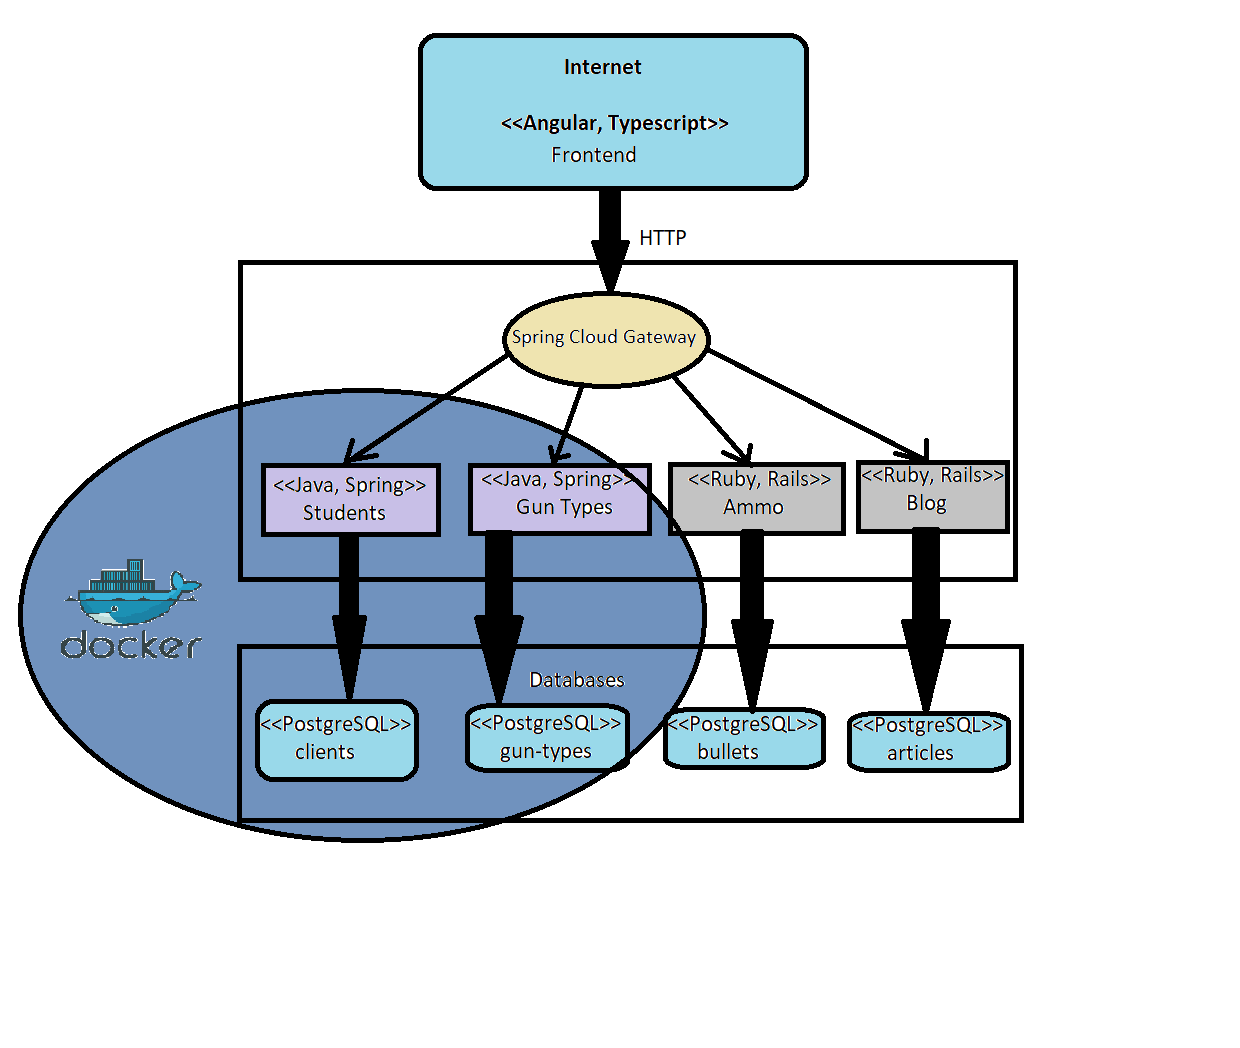 Internet
<<Angular, Typescript>>
Frontend
HTTP
Spring Cloud Gateway
<<Java, Spring>>
Students
<<Java, Spring>>
Gun Types
<<Ruby, Rails>>
Ammo
<<Ruby, Rails>>
Blog
docker
Databases
<<PostgreSQL>>
clients
<<PostgreSQL>>
gun-types
<<PostgreSQL>>
bullets
<<PostgreSQL>>
articles